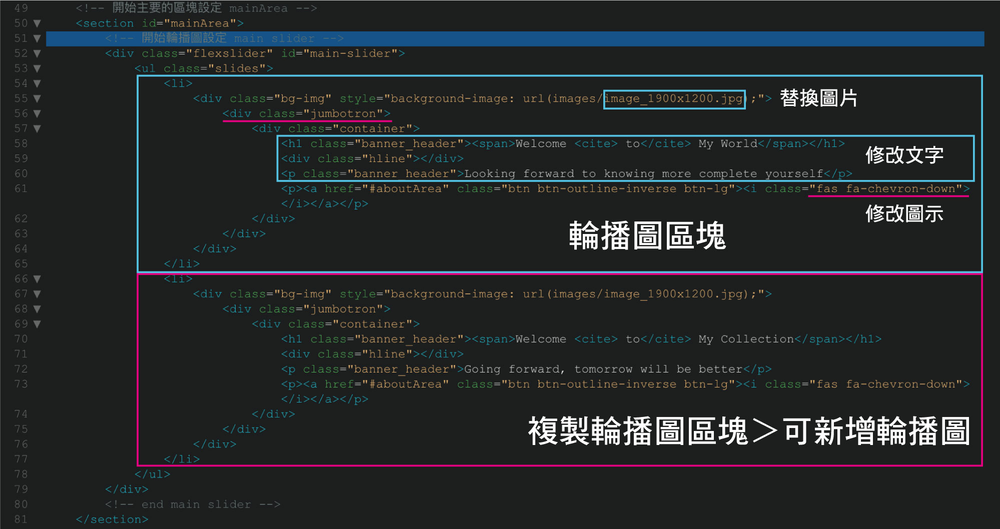 49 <!-- 開始主要的區塊設定 mainArea -->
50 ▼ <section id="mainArea">
51 ▼ <!-- 開始輪播圖設定 main slider -->
52 ▼ <div class="flexslider" id="main-slider">
53 ▼ <ul class="slides">
54 ▼ <li>
55 ▼ <div class="bg-img" style="background-image: url(images/image_1900x1200.jpg);"> 替換圖片
56 ▼ <div class="jumbotron">
57 ▼ <div class="container">
58 <h1 class="banner_header"><span>Welcome <cite> to</cite> My World</span></h1>
修改文字
59 <div class="hline"></div>
60 <p class="banner_header">Looking forward to knowing more complete yourself</p>
61 <p><a href="#aboutArea" class="btn btn-outline-inverse btn-lg"><i class="fas fa-chevron-down">
</i></a></p>
修改圖示
62 </div>
63 </div>
輪播圖區塊
64 </div>
65 </li>
66 ▼ <li>
67 ▼ <div class="bg-img" style="background-image: url(images/image_1900x1200.jpg);">
68 ▼ <div class="jumbotron">
69 ▼ <div class="container">
70 <h1 class="banner_header"><span>Welcome <cite> to</cite> My Collection</span></h1>
71 <div class="hline"></div>
72 <p class="banner_header">Going forward, tomorrow will be better</p>
73 <p><a href="#aboutArea" class="btn btn-outline-inverse btn-lg"><i class="fas fa-chevron-down">
</i></a></p>
74 </div>
75 </div>
複製輪播圖區塊＞可新增輪播圖
76 </div>
77 </li>
78 </ul>
79 </div>
80 <!-- end main slider -->
81 </section>